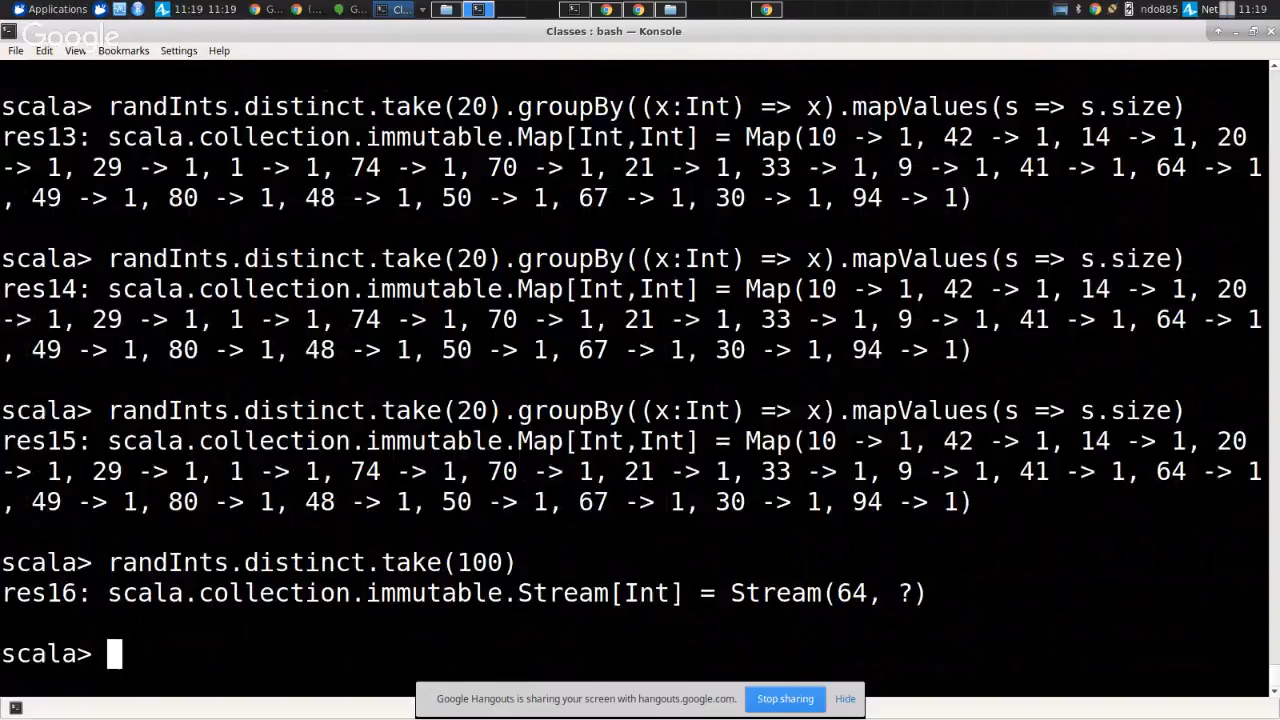 Applications 11:19 11:19 G... (... G... Cl... ndo885 Net 11:19
Google
Classes : bash — Konsole
File Edit View Bookmarks Settings Help
scala> randInts.distinct.take(20).groupBy((x:Int) => x).mapValues(s => s.size)
res13: scala.collection.immutable.Map[Int,Int] = Map(10 -> 1, 42 -> 1, 14 -> 1, 20
-> 1, 29 -> 1, 1 -> 1, 74 -> 1, 70 -> 1, 21 -> 1, 33 -> 1, 9 -> 1, 41 -> 1, 64 -> 1
, 49 -> 1, 80 -> 1, 48 -> 1, 50 -> 1, 67 -> 1, 30 -> 1, 94 -> 1)
scala> randInts.distinct.take(20).groupBy((x:Int) => x).mapValues(s => s.size)
res14: scala.collection.immutable.Map[Int,Int] = Map(10 -> 1, 42 -> 1, 14 -> 1, 20
-> 1, 29 -> 1, 1 -> 1, 74 -> 1, 70 -> 1, 21 -> 1, 33 -> 1, 9 -> 1, 41 -> 1, 64 -> 1
, 49 -> 1, 80 -> 1, 48 -> 1, 50 -> 1, 67 -> 1, 30 -> 1, 94 -> 1)
scala> randInts.distinct.take(20).groupBy((x:Int) => x).mapValues(s => s.size)
res15: scala.collection.immutable.Map[Int,Int] = Map(10 -> 1, 42 -> 1, 14 -> 1, 20
-> 1, 29 -> 1, 1 -> 1, 74 -> 1, 70 -> 1, 21 -> 1, 33 -> 1, 9 -> 1, 41 -> 1, 64 -> 1
, 49 -> 1, 80 -> 1, 48 -> 1, 50 -> 1, 67 -> 1, 30 -> 1, 94 -> 1)
scala> randInts.distinct.take(100)
res16: scala.collection.immutable.Stream[Int] = Stream(64, ?)
scala>
Google Hangouts is sharing your screen with hangouts.google.com. Stop sharing Hide